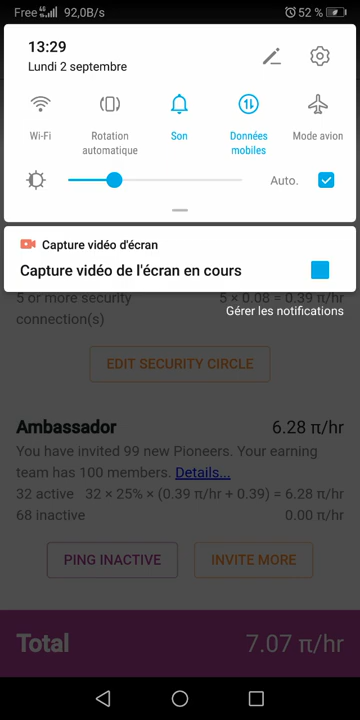 Free 4G 92,0B/s 52 %
13:29
Lundi 2 septembre
Wi-Fi
Rotation automatique
Son
Données mobiles
Mode avion
Auto.
Capture vidéo d'écran
Capture vidéo de l'écran en cours
5 or more security 5 × 0.08 = 0.39 π/hr
connection(s)
Gérer les notifications
EDIT SECURITY CIRCLE
Ambassador 6.28 π/hr
You have invited 99 new Pioneers. Your earning
team has 100 members. Details...
32 active 32 × 25% × (0.39 π/hr + 0.39) = 6.28 π/hr
68 inactive 0.00 π/hr
PING INACTIVE INVITE MORE
Total 7.07 π/hr